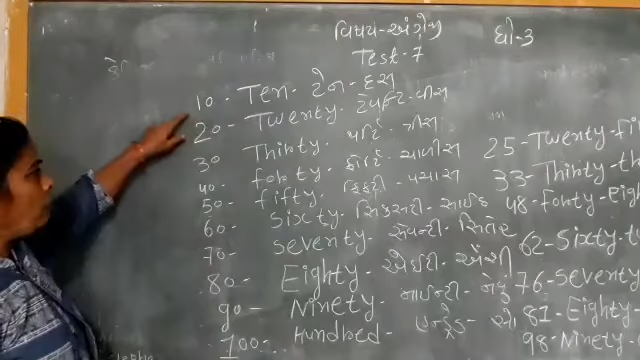 વિષય-અંગ્રેજી ધો-3
Test-7
10 - Ten - ટેન - દસ
20 - Twenty - ટવેન્ટિ - વીસ
30 Thirty - થર્ટિ - ત્રીસ
40 - forty - ફોર્ટિ - ચાલીસ
50 - fifty - ફિફ્ટી - પચાસ
60 - Sixty - સિક્સટી - સાઈઠ
70 - seventy - સેવન્ટી - સિતેર
80 - Eighty - એઈટી - એંશી
90 - Ninety - નાઈન્ટી - નેવું
100 - Hundred - હન્ડ્રેડ - સો
25 - Twenty-fi
33 - Thirty-th
48 - Forty-Eigh
62 - Sixty-t
76 - Seventy
81 - Eighty-
98 - Ninety-